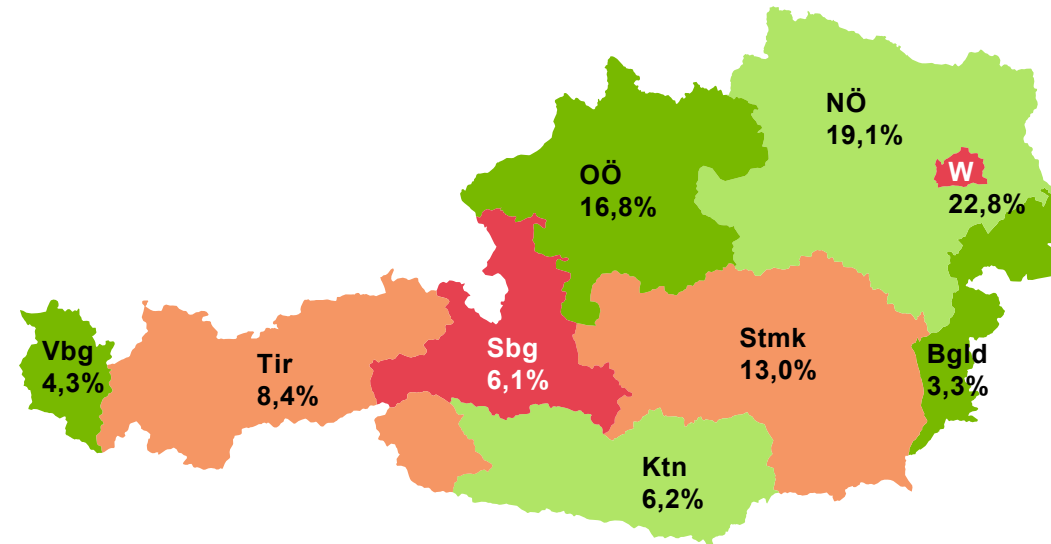 NÖ
19,1%
W
22,8%
OÖ
16,8%
Vbg
4,3%
Tir
8,4%
Sbg
6,1%
Stmk
13,0%
Bgld
3,3%
Ktn
6,2%